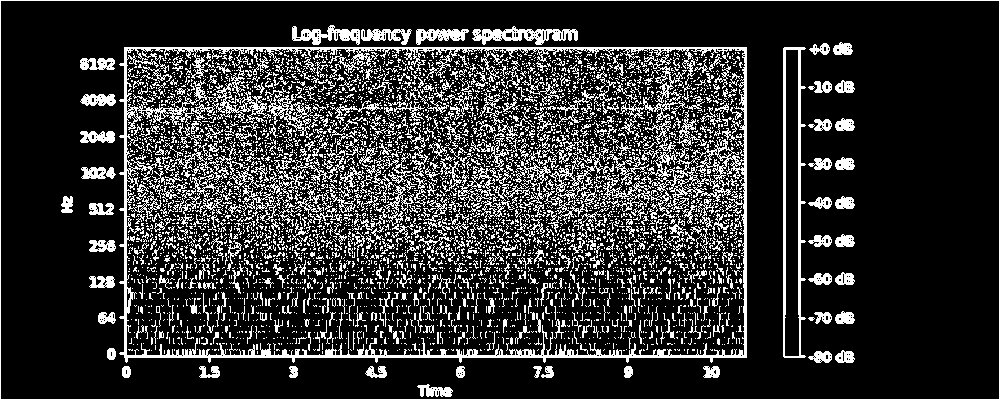 Log-frequency power spectrogram
Hz
8192
4096
2048
1024
512
256
128
64
0
0
1.5
3
4.5
6
7.5
9
10
Time
+0 dB
-10 dB
-20 dB
-30 dB
-40 dB
-50 dB
-60 dB
-70 dB
-80 dB